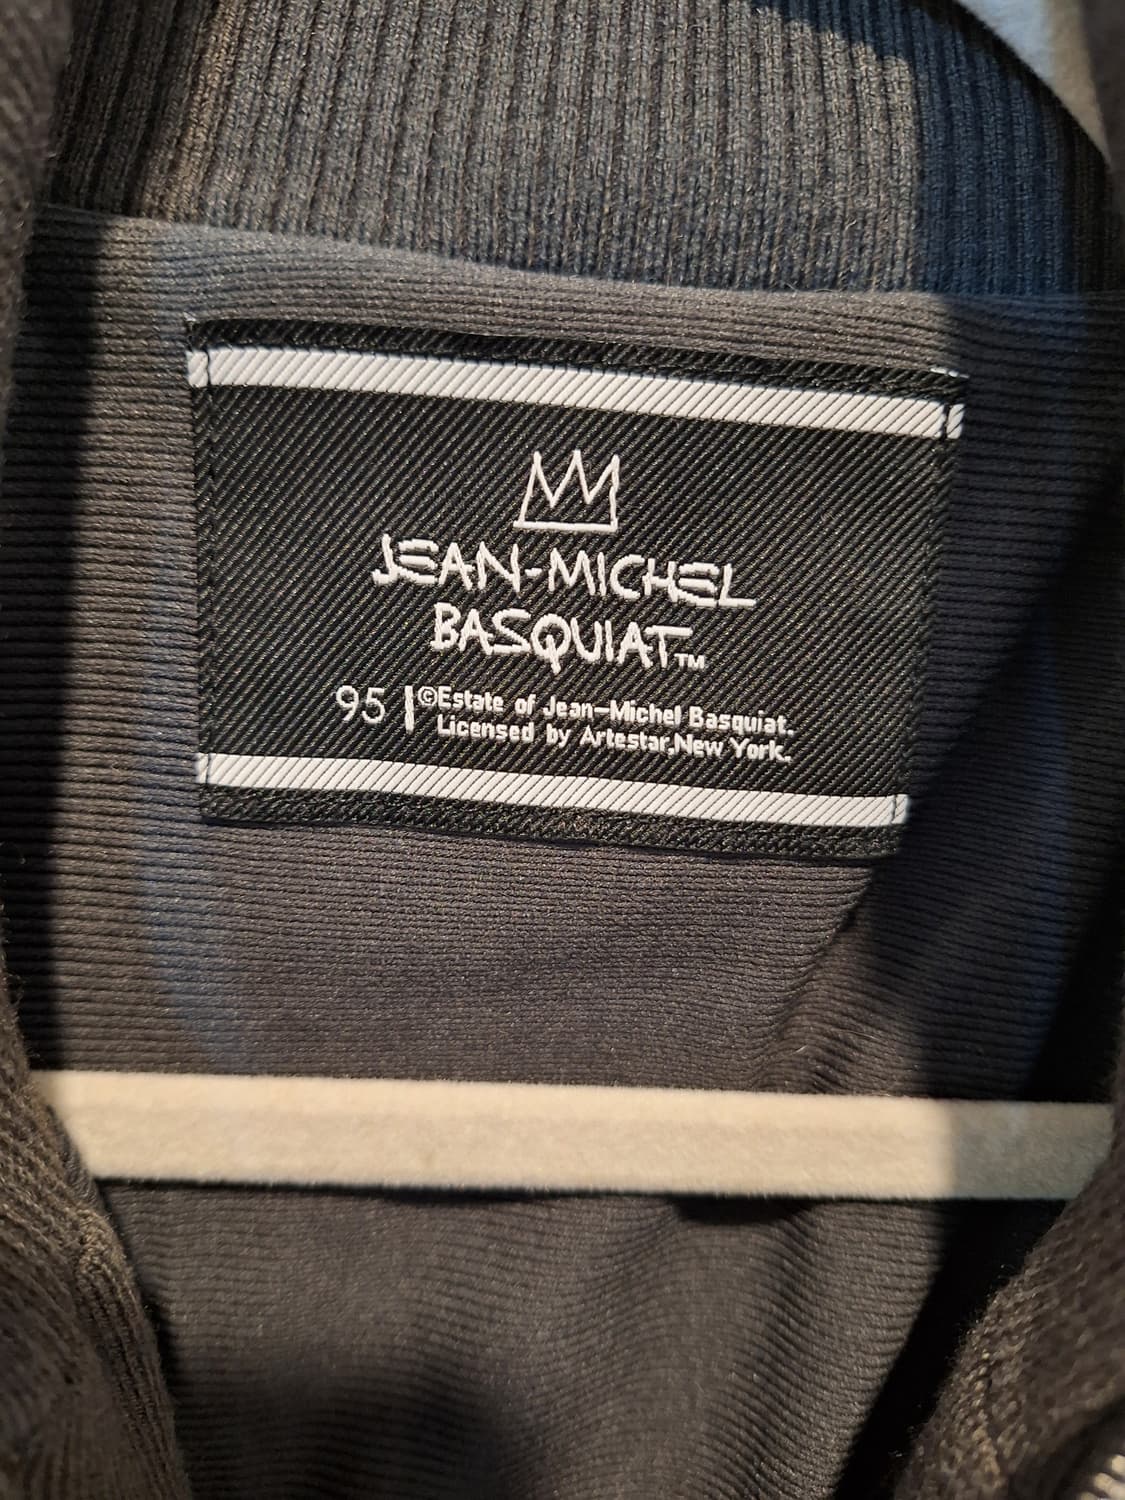 JEAN-MICHEL
BASQUIAT™
95 | ©Estate of Jean-Michel Basquiat.
Licensed by Artestar,New York.